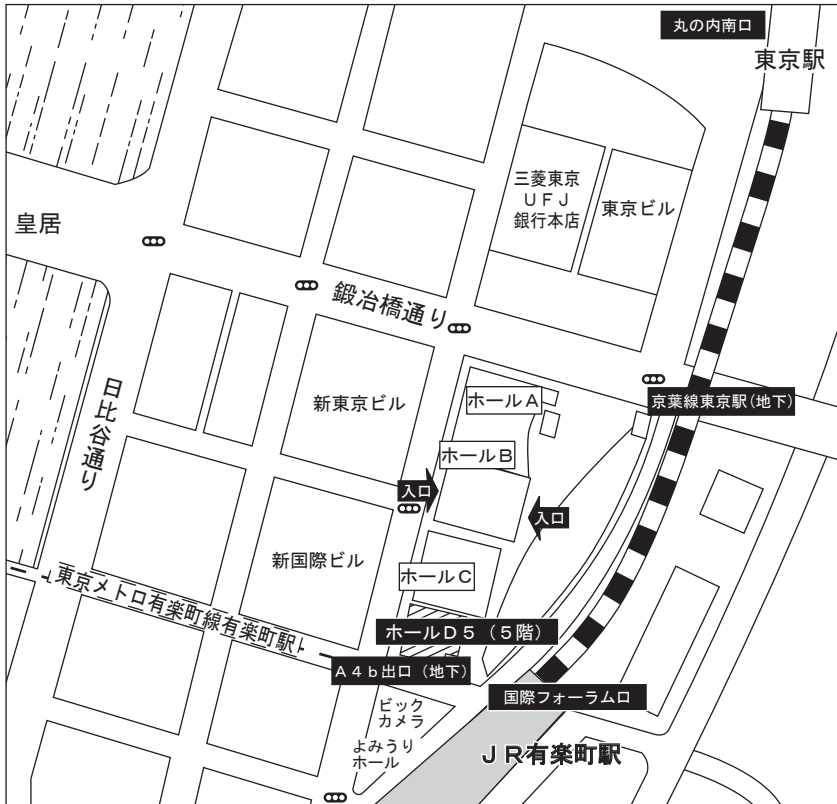 丸の内南口
東京駅
三菱東京
ＵＦＪ
銀行本店
東京ビル
皇居
鍛冶橋通り
日比谷通り
新東京ビル
ホールＡ
京葉線東京駅(地下)
ホールＢ
入口
入口
新国際ビル
ホールＣ
東京メトロ有楽町線有楽町駅
ホールＤ５（５階）
Ａ４ｂ出口（地下）
国際フォーラム口
ビック
カメラ
よみうり
ホール
ＪＲ有楽町駅